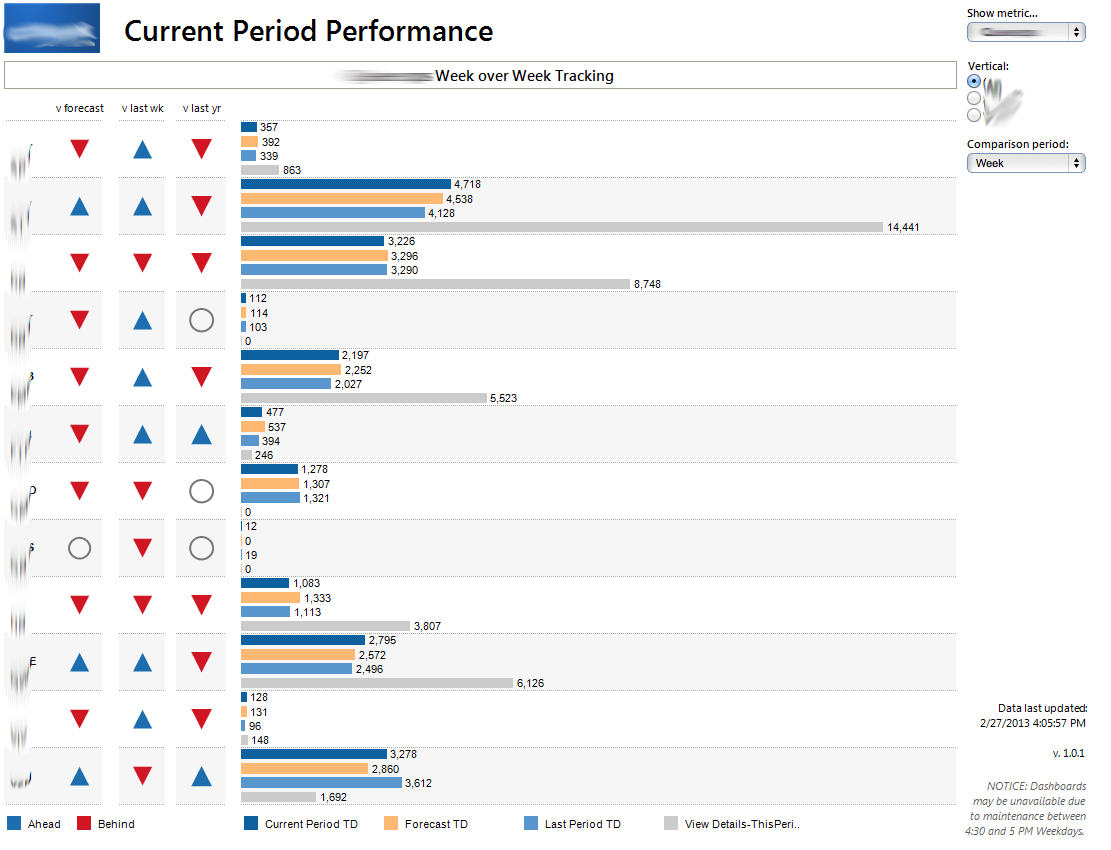 Current Period Performance
Show metric...
Week over Week Tracking
Vertical:
v forecast
v last wk
v last yr
Comparison period:
Week
357
392
339
863
4,718
4,538
4,128
14,441
3,226
3,296
3,290
8,748
112
114
103
0
2,197
2,252
2,027
5,523
477
537
394
246
1,278
1,307
1,321
0
12
0
19
0
1,083
1,333
1,113
3,807
E
2,795
2,572
2,496
6,126
128
131
96
148
3,278
2,860
3,612
1,692
Data last updated:
2/27/2013 4:05:57 PM
v. 1.0.1
NOTICE: Dashboards
may be unavailable due
to maintenance between
4:30 and 5 PM Weekdays.
Ahead
Behind
Current Period TD
Forecast TD
Last Period TD
View Details-ThisPeri..